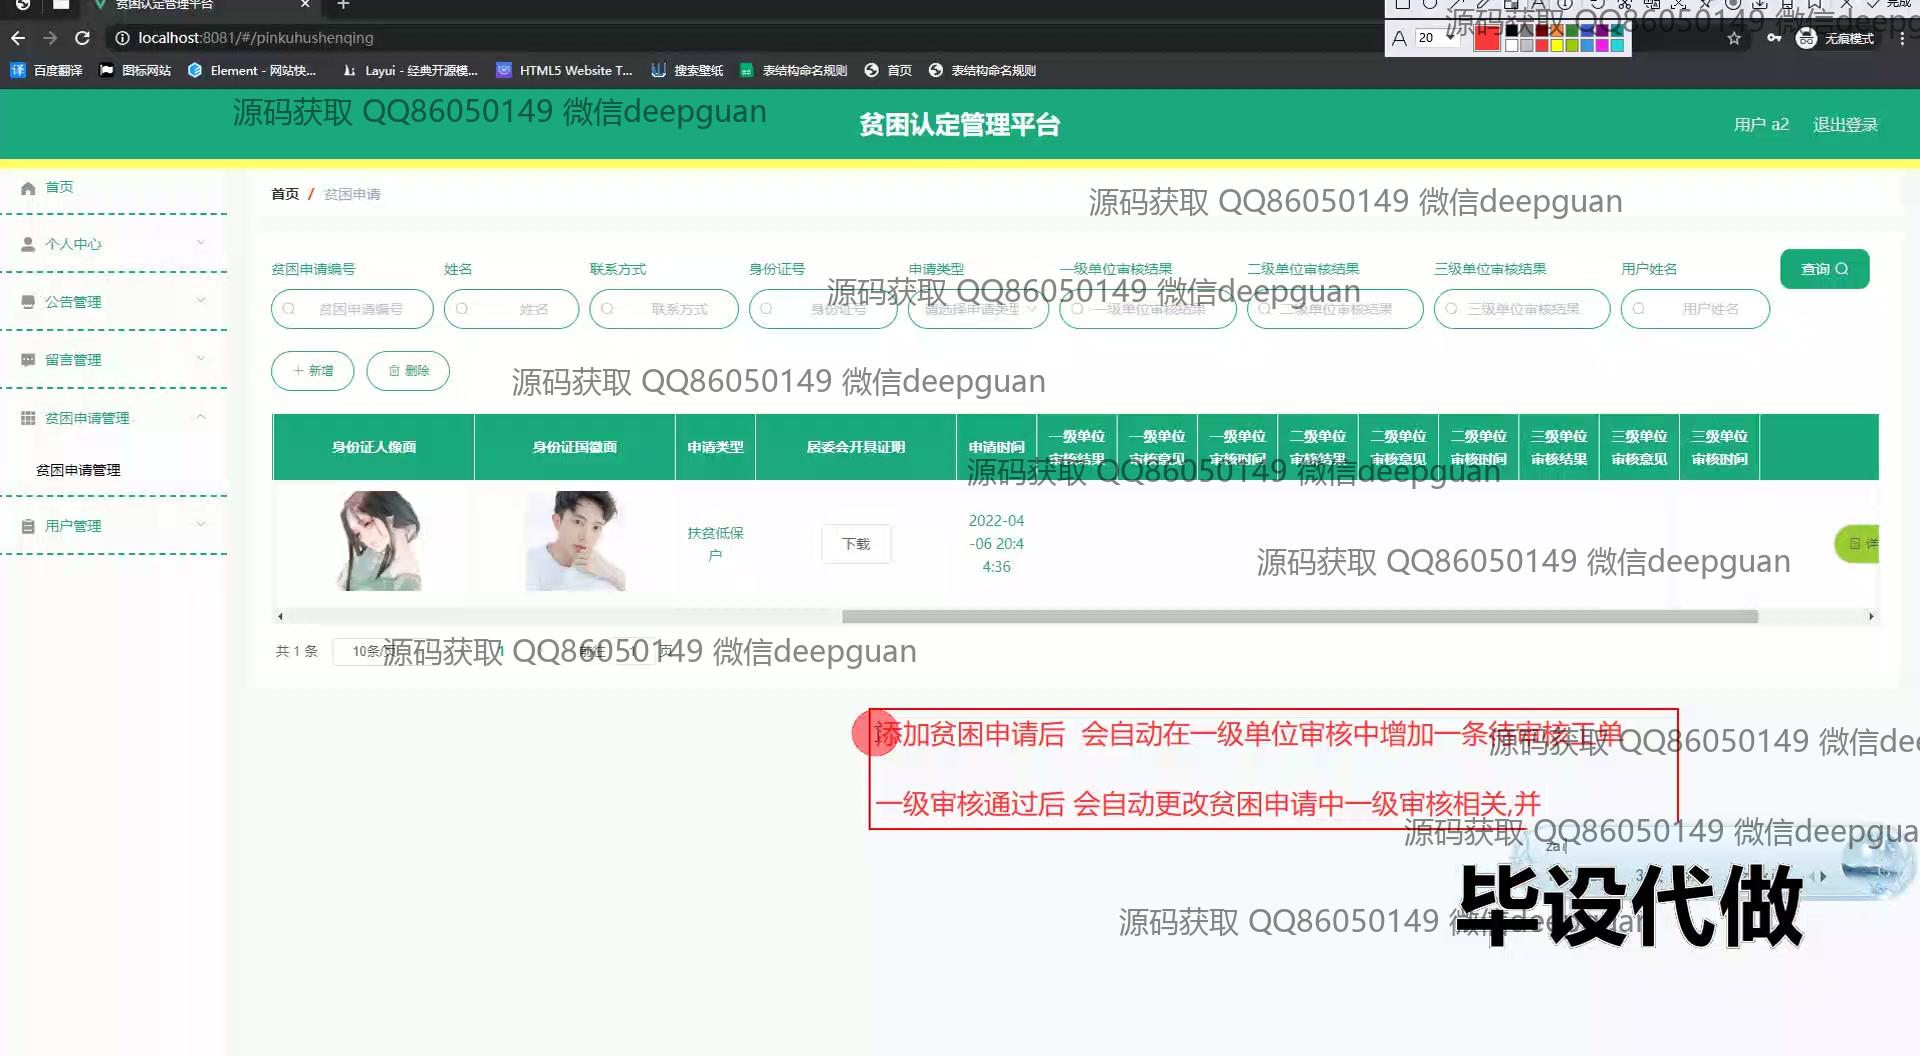 贫困认定管理平台
完成
20
localhost:8081/#/pinkuhushenqing
无痕模式
百度翻译
图标网站
Element - 网站快...
Layui - 经典开源模...
HTML5 Website T...
搜索壁纸
表结构命名规则
首页
表结构命名规则
源码获取 QQ86050149 微信deepguan
贫困认定管理平台
用户 a2
退出登录
首页
个人中心
公告管理
留言管理
贫困申请管理
贫困申请管理
用户管理
首页 / 贫困申请
源码获取 QQ86050149 微信deepguan
贫困申请编号 姓名 联系方式 身份证号 申请类型 一级单位审核结果 二级单位审核结果 三级单位审核结果 用户姓名
查询
源码获取 QQ86050149 微信deepguan
贫困申请编号 姓名 联系方式 身份证号 请选择申请类型 一级单位审核结果 二级单位审核结果 三级单位审核结果 用户姓名
新增
删除
源码获取 QQ86050149 微信deepguan
身份证人像面 身份证国徽面 申请类型 居委会开具证明 申请时间 一级单位审核结果 一级单位审核意见 一级单位审核时间 二级单位审核结果 二级单位审核意见 二级单位审核时间 三级单位审核结果 三级单位审核意见 三级单位审核时间
源码获取 QQ86050149 微信deepguan
扶贫低保
户
下载
2022-04
-06 20:4
4:36
详
源码获取 QQ86050149 微信deepguan
共 1 条
10条/页
1
前往 1 页
源码获取 QQ86050149 微信deepguan
添加贫困申请后 会自动在一级单位审核中增加一条待审核工单
源码获取 QQ86050149 微信dee
一级审核通过后 会自动更改贫困申请中一级审核相关,并
源码获取 QQ86050149 微信deepgua
zai
毕设代做
源码获取 QQ86050149 微信deepguan